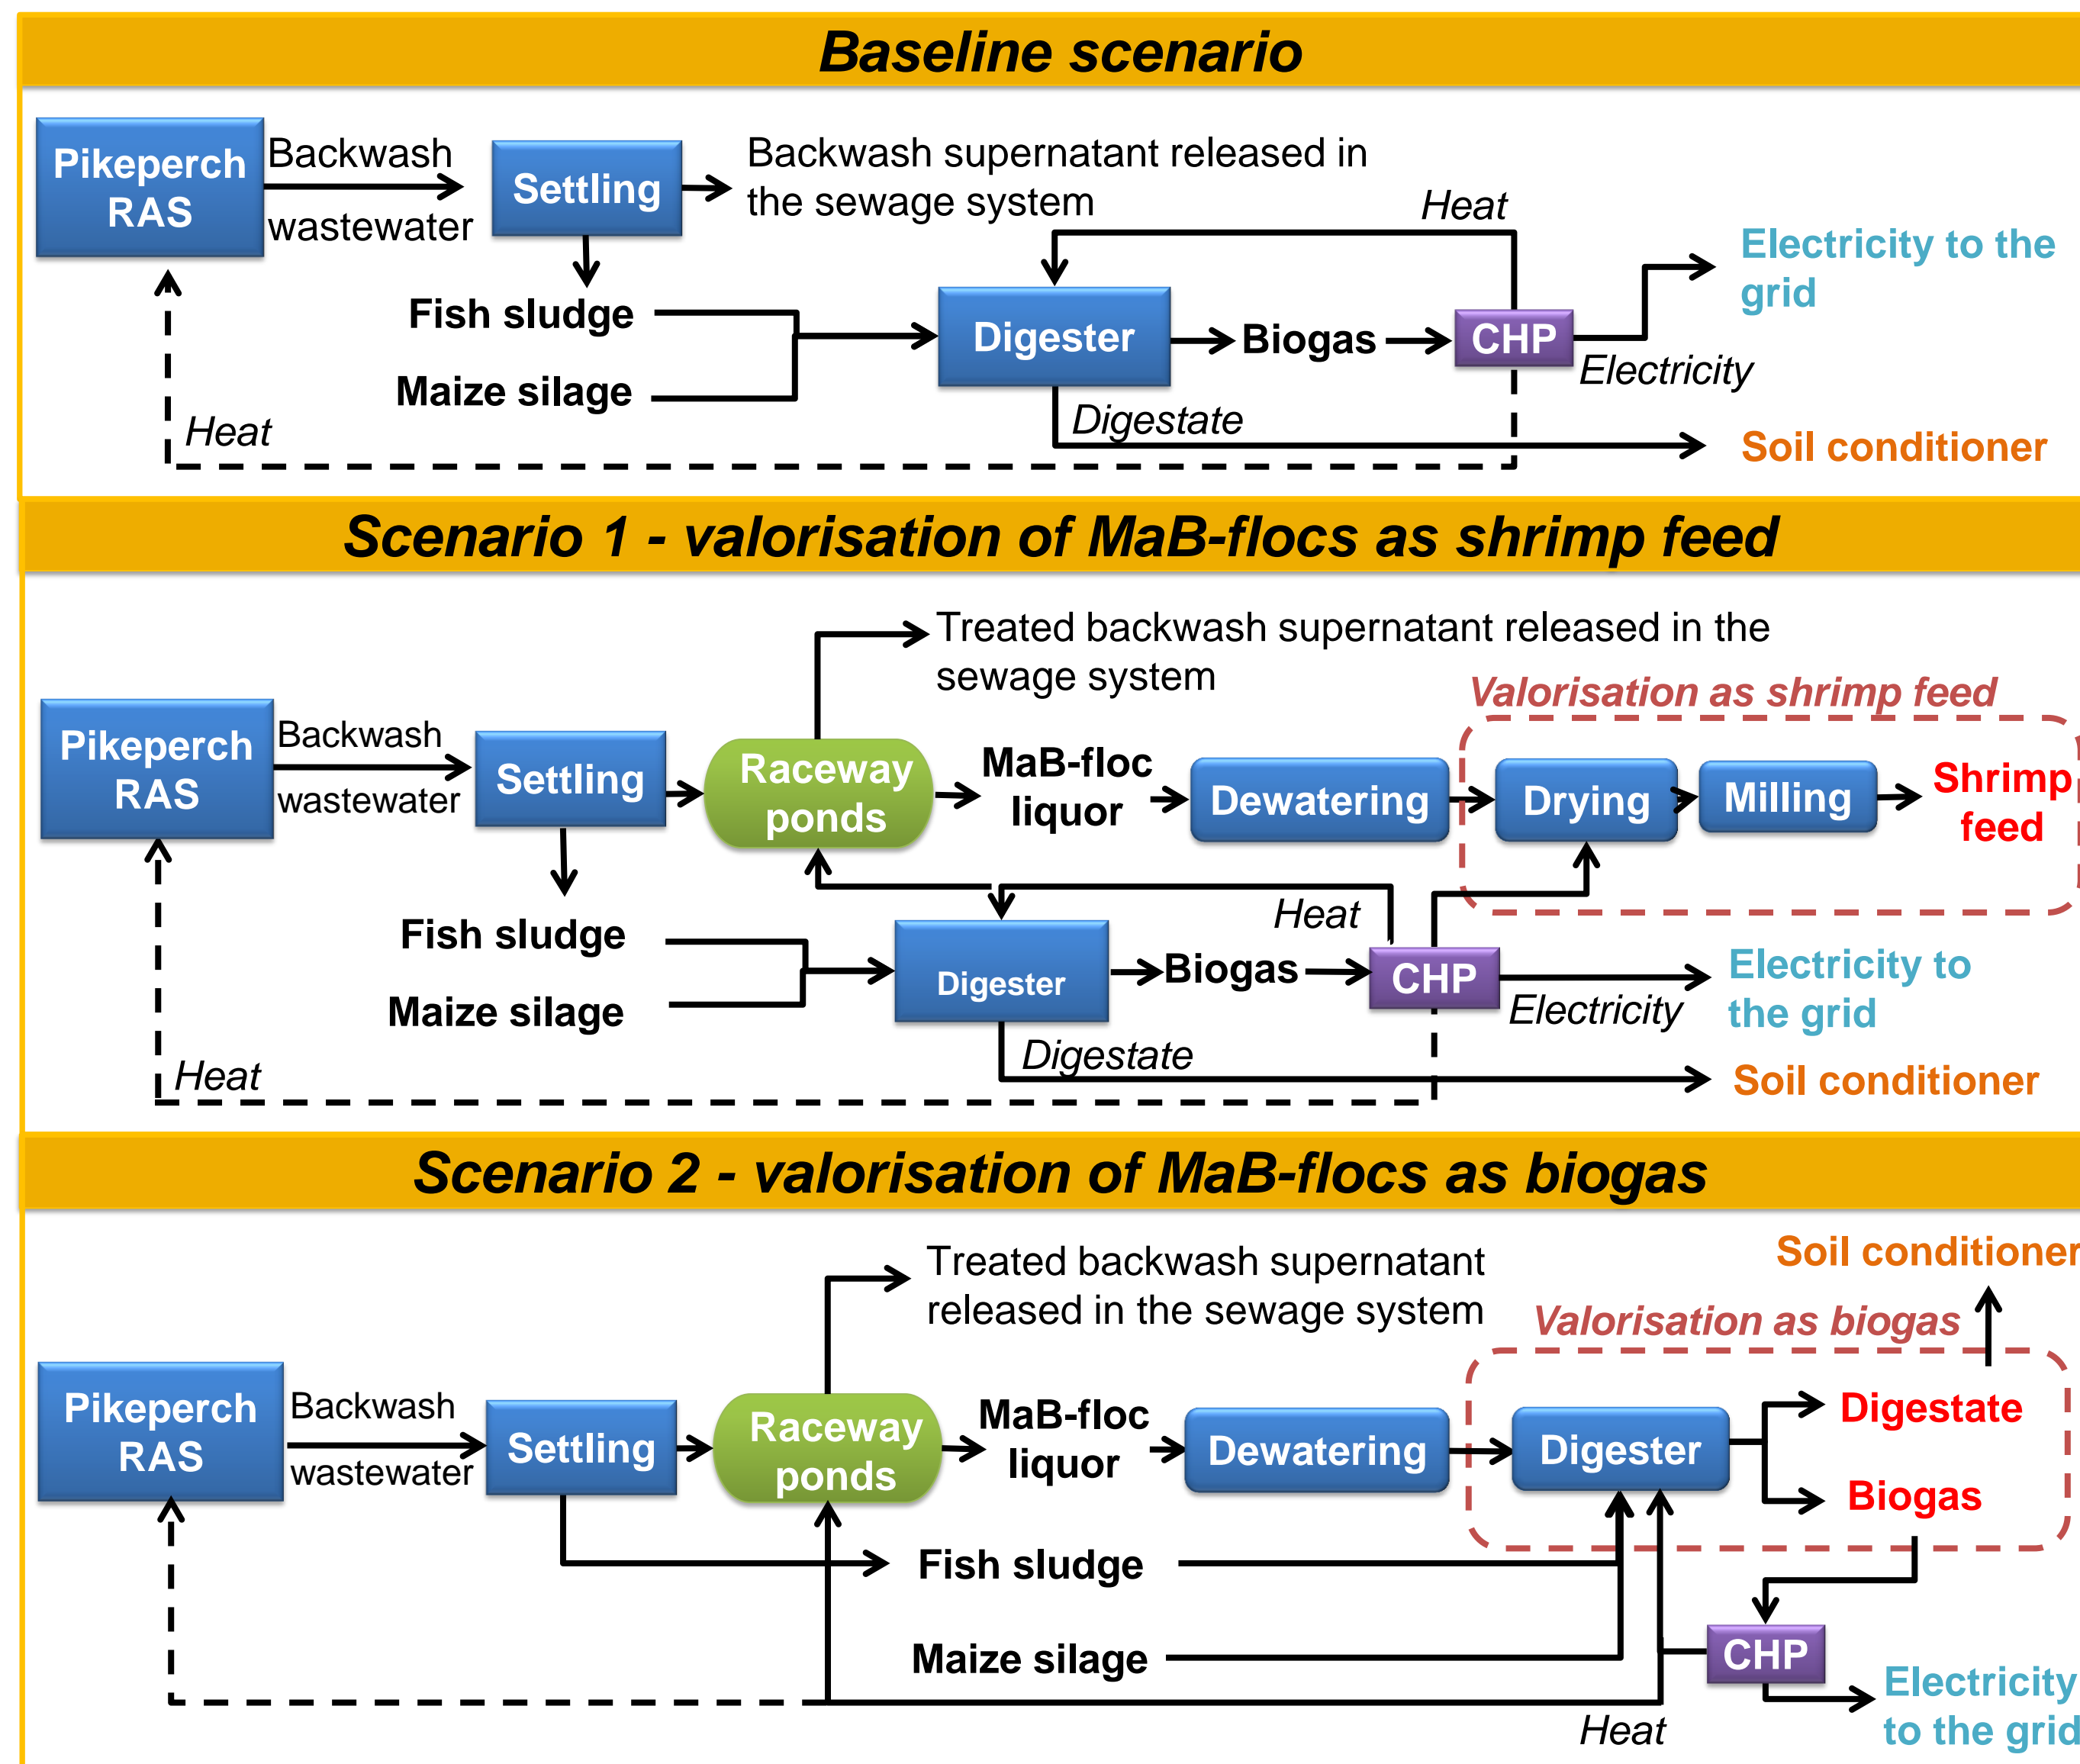 Baseline scenario
Pikeperch
RAS
Backwash
wastewater
Settling
Backwash supernatant released in
the sewage system
Heat
Electricity to the
grid
Fish sludge
Digester
Biogas
CHP
Electricity
Maize silage
Digestate
Heat
Soil conditioner
Scenario 1 - valorisation of MaB-flocs as shrimp feed
Treated backwash supernatant released in the
sewage system
Valorisation as shrimp feed
Pikeperch
RAS
Backwash
wastewater
Settling
Raceway
ponds
MaB-floc
liquor
Dewatering
Drying
Milling
Shrimp
feed
Heat
Fish sludge
Digester
Biogas
CHP
Electricity
Electricity to
the grid
Maize silage
Digestate
Heat
Soil conditioner
Scenario 2 - valorisation of MaB-flocs as biogas
Treated backwash supernatant
released in the sewage system
Soil conditioner
Valorisation as biogas
Pikeperch
RAS
Backwash
wastewater
Settling
Raceway
ponds
MaB-floc
liquor
Dewatering
Digester
Digestate
Biogas
Fish sludge
Maize silage
CHP
Electricity
to the grid
Heat